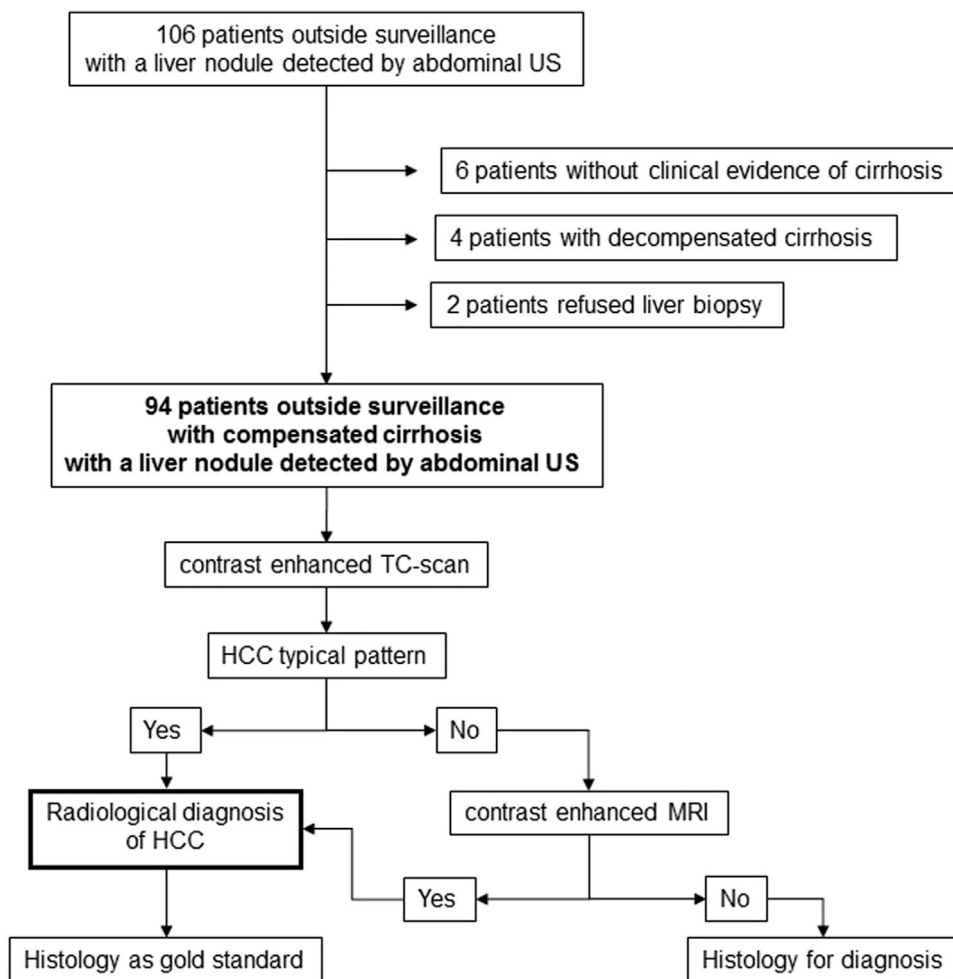 106 patients outside surveillance
with a liver nodule detected by abdominal US
6 patients without clinical evidence of cirrhosis
4 patients with decompensated cirrhosis
2 patients refused liver biopsy
94 patients outside surveillance
with compensated cirrhosis
with a liver nodule detected by abdominal US
contrast enhanced TC-scan
HCC typical pattern
Yes
No
Radiological diagnosis
of HCC
contrast enhanced MRI
Yes
No
Histology as gold standard
Histology for diagnosis